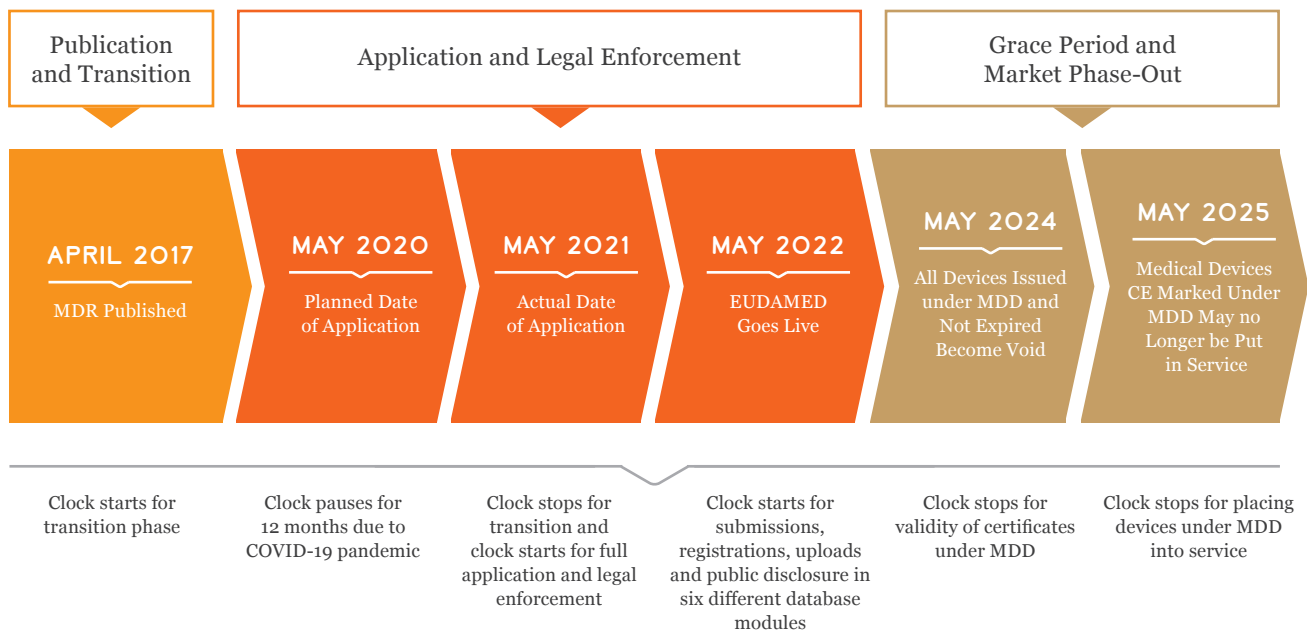 Publication
and Transition
Application and Legal Enforcement
Grace Period and
Market Phase-Out
APRIL 2017
MDR Published
MAY 2020
Planned Date
of Application
MAY 2021
Actual Date
of Application
MAY 2022
EUDAMED
Goes Live
MAY 2024
All Devices Issued
under MDD and
Not Expired
Become Void
MAY 2025
Medical Devices
CE Marked Under
MDD May no
Longer be Put
in Service
Clock starts for
transition phase
Clock pauses for
12 months due to
COVID-19 pandemic
Clock stops for
transition and
clock starts for full
application and legal
enforcement
Clock starts for
submissions,
registrations, uploads
and public disclosure in
six different database
modules
Clock stops for
validity of certificates
under MDD
Clock stops for placing
devices under MDD
into service